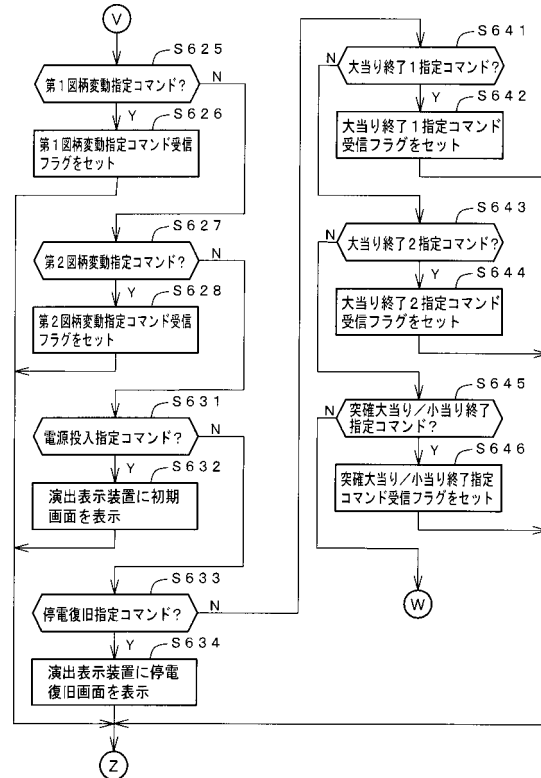 V
S625
第1図柄変動指定コマンド?
N
Y
S626
第1図柄変動指定コマンド受信
フラグをセット
S627
第2図柄変動指定コマンド?
N
Y
S628
第2図柄変動指定コマンド受信
フラグをセット
S631
電源投入指定コマンド?
N
Y
S632
演出表示装置に初期
画面を表示
S633
停電復旧指定コマンド?
N
Y
S634
演出表示装置に停電
復旧画面を表示
Z
S641
大当り終了1指定コマンド?
N
Y
S642
大当り終了1指定コマンド
受信フラグをセット
S643
大当り終了2指定コマンド?
N
Y
S644
大当り終了2指定コマンド
受信フラグをセット
S645
突確大当り/小当り終了
指定コマンド?
N
Y
S646
突確大当り/小当り終了指定
コマンド受信フラグをセット
W